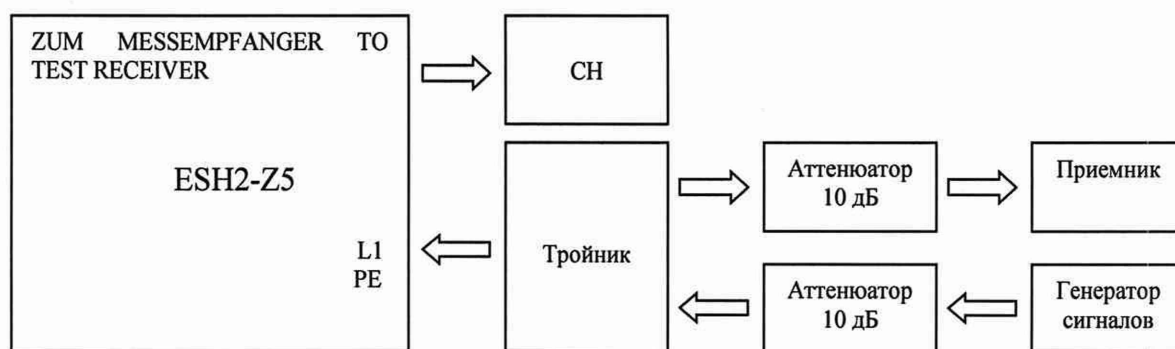 ZUM MESSEMPFANGER TO
TEST RECEIVER
ESH2-Z5
L1
PE
СН
Тройник
Аттенюатор
10 дБ
Приемник
Аттенюатор
10 дБ
Генератор
сигналов